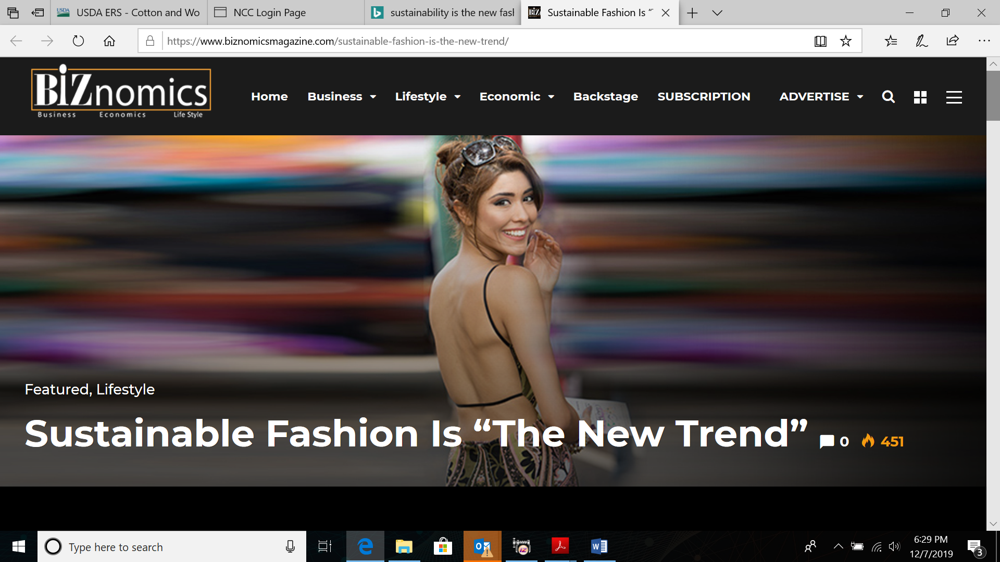 USDA ERS - Cotton and Wo
NCC Login Page
sustainability is the new fasl
Sustainable Fashion Is “
https://www.biznomicsmagazine.com/sustainable-fashion-is-the-new-trend/
BiZnomics
Business Economics Life Style
Home Business Lifestyle Economic Backstage SUBSCRIPTION ADVERTISE
Featured, Lifestyle
Sustainable Fashion Is “The New Trend” 0 451
Type here to search
6:29 PM
12/7/2019
3